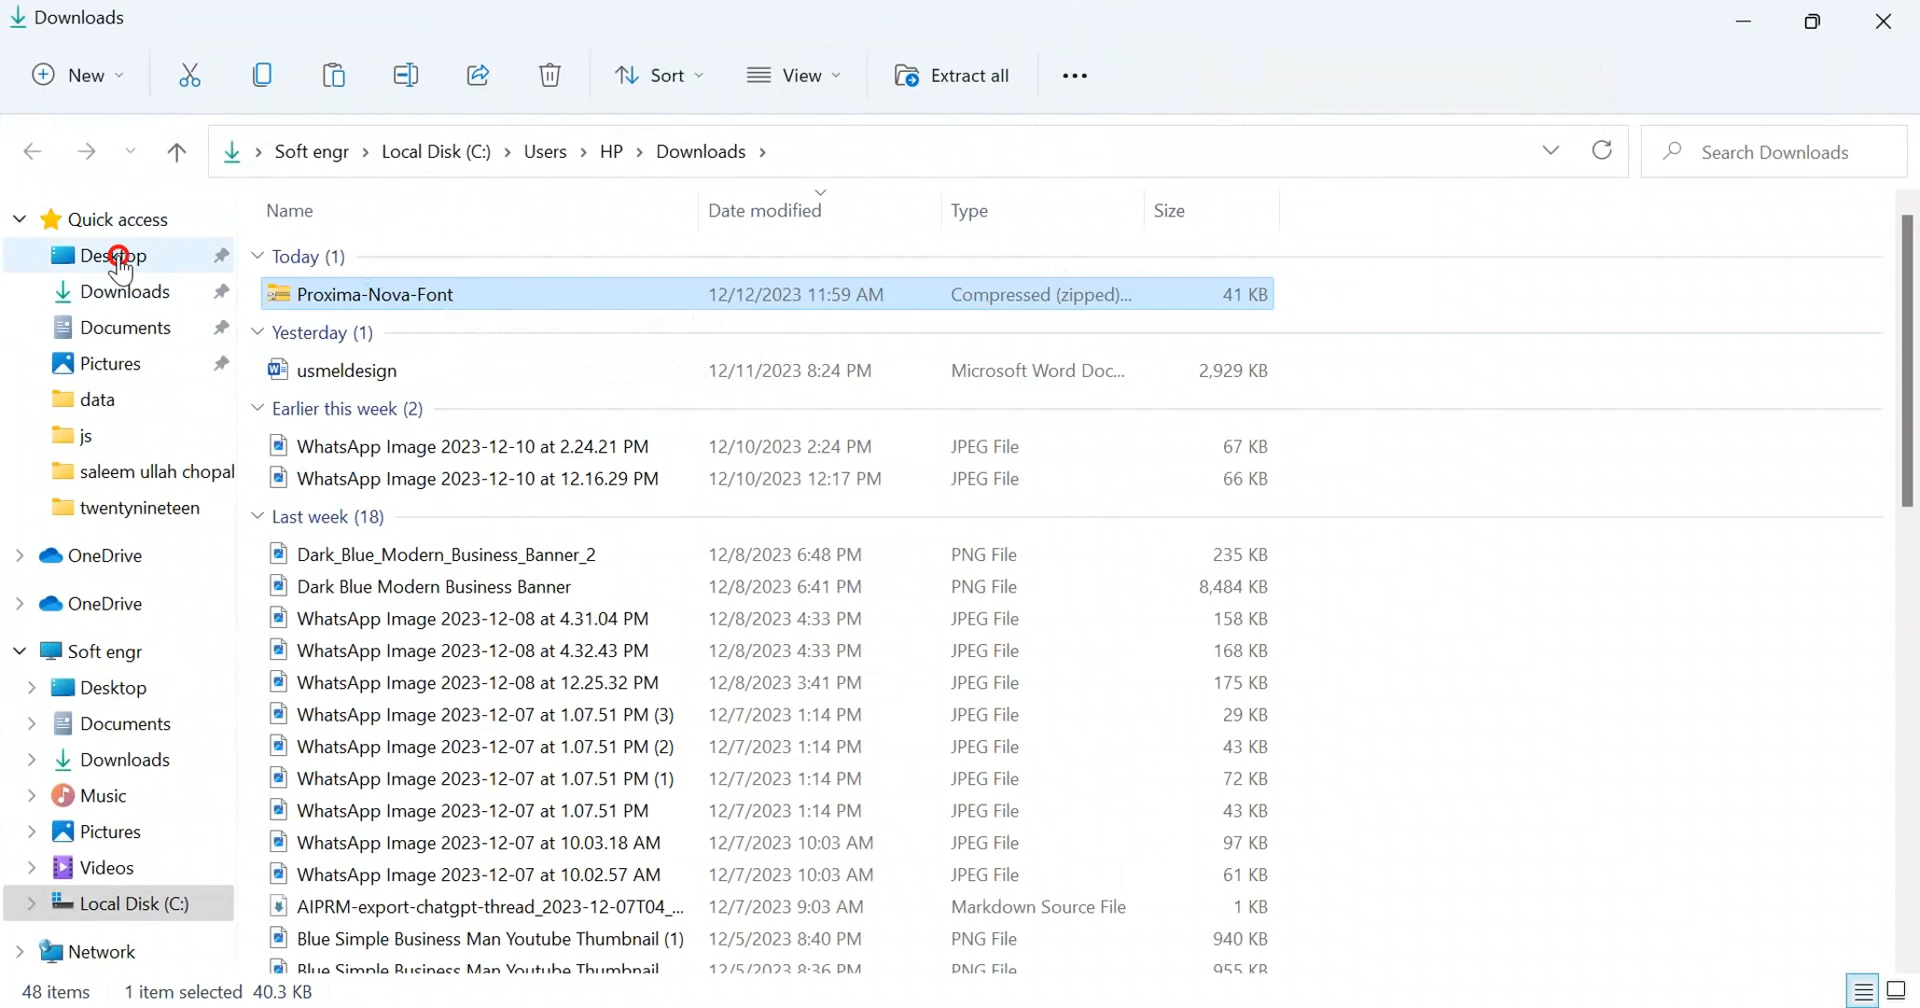 Downloads
New
Sort
View
Extract all
Soft engr > Local Disk (C:) > Users > HP > Downloads >
Search Downloads
Quick access
Desktop
Downloads
Documents
Pictures
data
js
saleem ullah chopal
twentynineteen
OneDrive
OneDrive
Soft engr
Desktop
Documents
Downloads
Music
Pictures
Videos
Local Disk (C:)
Network
Name Date modified Type Size
Today (1)
Proxima-Nova-Font 12/12/2023 11:59 AM Compressed (zipped)... 41 KB
Yesterday (1)
usmeldesign 12/11/2023 8:24 PM Microsoft Word Doc... 2,929 KB
Earlier this week (2)
WhatsApp Image 2023-12-10 at 2.24.21 PM 12/10/2023 2:24 PM JPEG File 67 KB
WhatsApp Image 2023-12-10 at 12.16.29 PM 12/10/2023 12:17 PM JPEG File 66 KB
Last week (18)
Dark_Blue_Modern_Business_Banner_2 12/8/2023 6:48 PM PNG File 235 KB
Dark Blue Modern Business Banner 12/8/2023 6:41 PM PNG File 8,484 KB
WhatsApp Image 2023-12-08 at 4.31.04 PM 12/8/2023 4:33 PM JPEG File 158 KB
WhatsApp Image 2023-12-08 at 4.32.43 PM 12/8/2023 4:33 PM JPEG File 168 KB
WhatsApp Image 2023-12-08 at 12.25.32 PM 12/8/2023 3:41 PM JPEG File 175 KB
WhatsApp Image 2023-12-07 at 1.07.51 PM (3) 12/7/2023 1:14 PM JPEG File 29 KB
WhatsApp Image 2023-12-07 at 1.07.51 PM (2) 12/7/2023 1:14 PM JPEG File 43 KB
WhatsApp Image 2023-12-07 at 1.07.51 PM (1) 12/7/2023 1:14 PM JPEG File 72 KB
WhatsApp Image 2023-12-07 at 1.07.51 PM 12/7/2023 1:14 PM JPEG File 43 KB
WhatsApp Image 2023-12-07 at 10.03.18 AM 12/7/2023 10:03 AM JPEG File 97 KB
WhatsApp Image 2023-12-07 at 10.02.57 AM 12/7/2023 10:03 AM JPEG File 61 KB
AIPRM-export-chatgpt-thread_2023-12-07T04_... 12/7/2023 9:03 AM Markdown Source File 1 KB
Blue Simple Business Man Youtube Thumbnail (1) 12/5/2023 8:40 PM PNG File 940 KB
Blue Simple Business Man Youtube Thumbnail 12/5/2023 8:36 PM PNG File 955 KB
48 items 1 item selected 40.3 KB